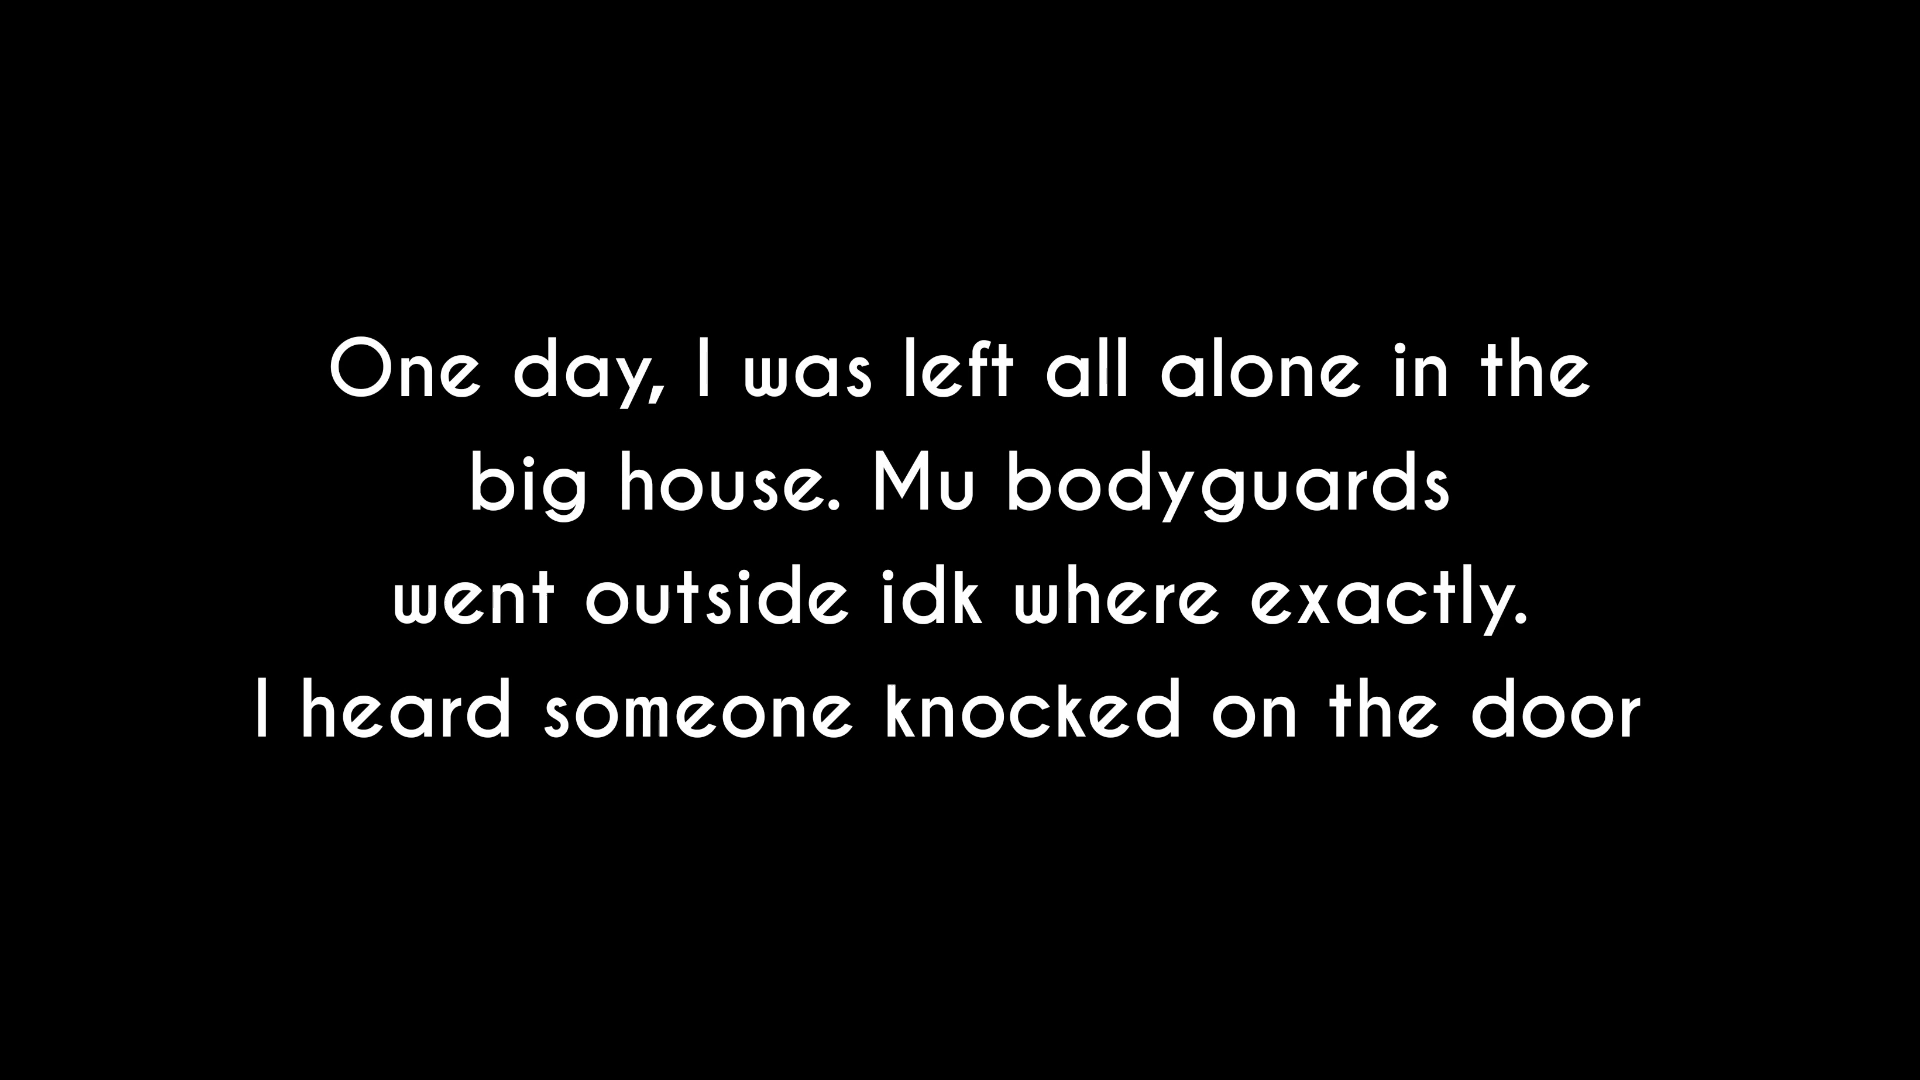 One day, I was left all alone in the
big house. Mu bodyguards
went outside idk where exactly.
I heard someone knocked on the door